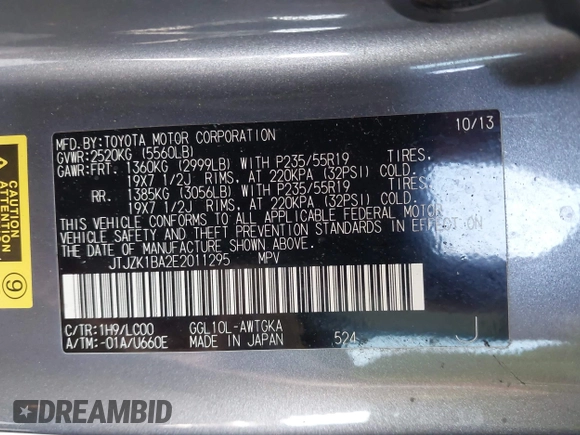 MFD.BY:TOYOTA MOTOR CORPORATION 10/13
GVWR:2520KG (5560LB)
GAWR:FRT. 1360KG (2999LB) WITH P235/55R19 TIRES.
19X7 1/2J RIMS. AT 220KPA (32PSI) COLD.
RR. 1385KG (3056LB) WITH P235/55R19 TIRES.
19X7 1/2J RIMS. AT 220KPA (32PSI) COLD.
THIS VEHICLE CONFORMS TO ALL APPLICABLE FEDERAL MOTOR
VEHICLE SAFETY AND THEFT PREVENTION STANDARDS IN EFFECT ON
THE DATE OF MANUFACTURE SHOWN ABOVE.
JTJZK1BA2E2011295 MPV
C/TR:1H9/LC00 GGL10L-AWTGKA
A/TM:-01A/U660E MADE IN JAPAN 524 J
CAUTION
ATTENTION
9
DREAMBID